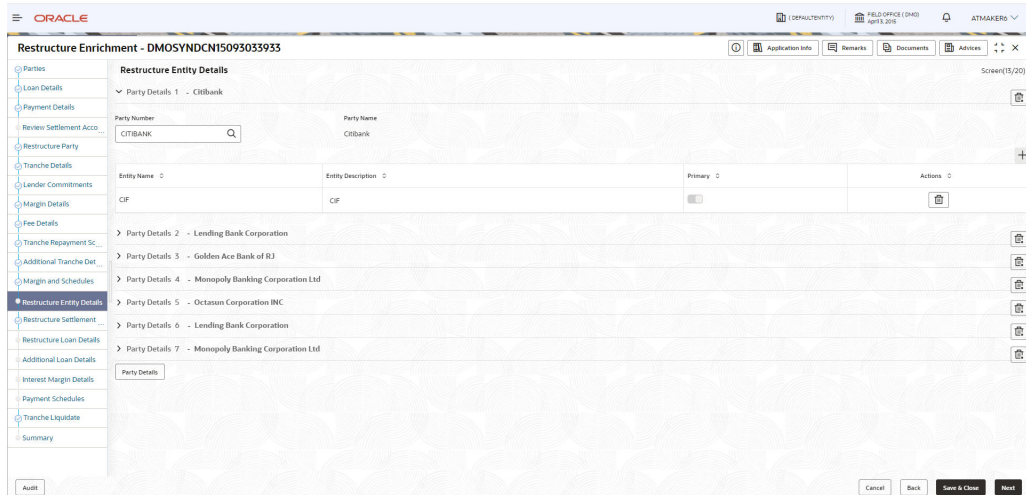 ORACLE
( DEFAULTENTITY)
FIELD OFFICE ( DMO)
April 3, 2015
ATMAKER6
Restructure Enrichment - DMOSYNDCN15093033933
Application Info
Remarks
Documents
Advices
Parties
Loan Details
Payment Details
Review Settlement Acco ...
Restructure Party
Tranche Details
Lender Commitments
Margin Details
Fee Details
Tranche Repayment Sc ...
Additional Tranche Det ...
Margin and Schedules
Restructure Entity Details
Restructure Settlement ...
Restructure Loan Details
Additional Loan Details
Interest Margin Details
Payment Schedules
Tranche Liquidate
Summary
Restructure Entity Details
Screen(13/20)
Party Details 1 - Citibank
Party Number
Party Name
CITIBANK
Citibank
Entity Name
Entity Description
Primary
Actions
CIF
CIF
Party Details 2 - Lending Bank Corporation
Party Details 3 - Golden Ace Bank of RJ
Party Details 4 - Monopoly Banking Corporation Ltd
Party Details 5 - Octasun Corporation INC
Party Details 6 - Lending Bank Corporation
Party Details 7 - Monopoly Banking Corporation Ltd
Party Details
Audit
Cancel
Back
Save & Close
Next